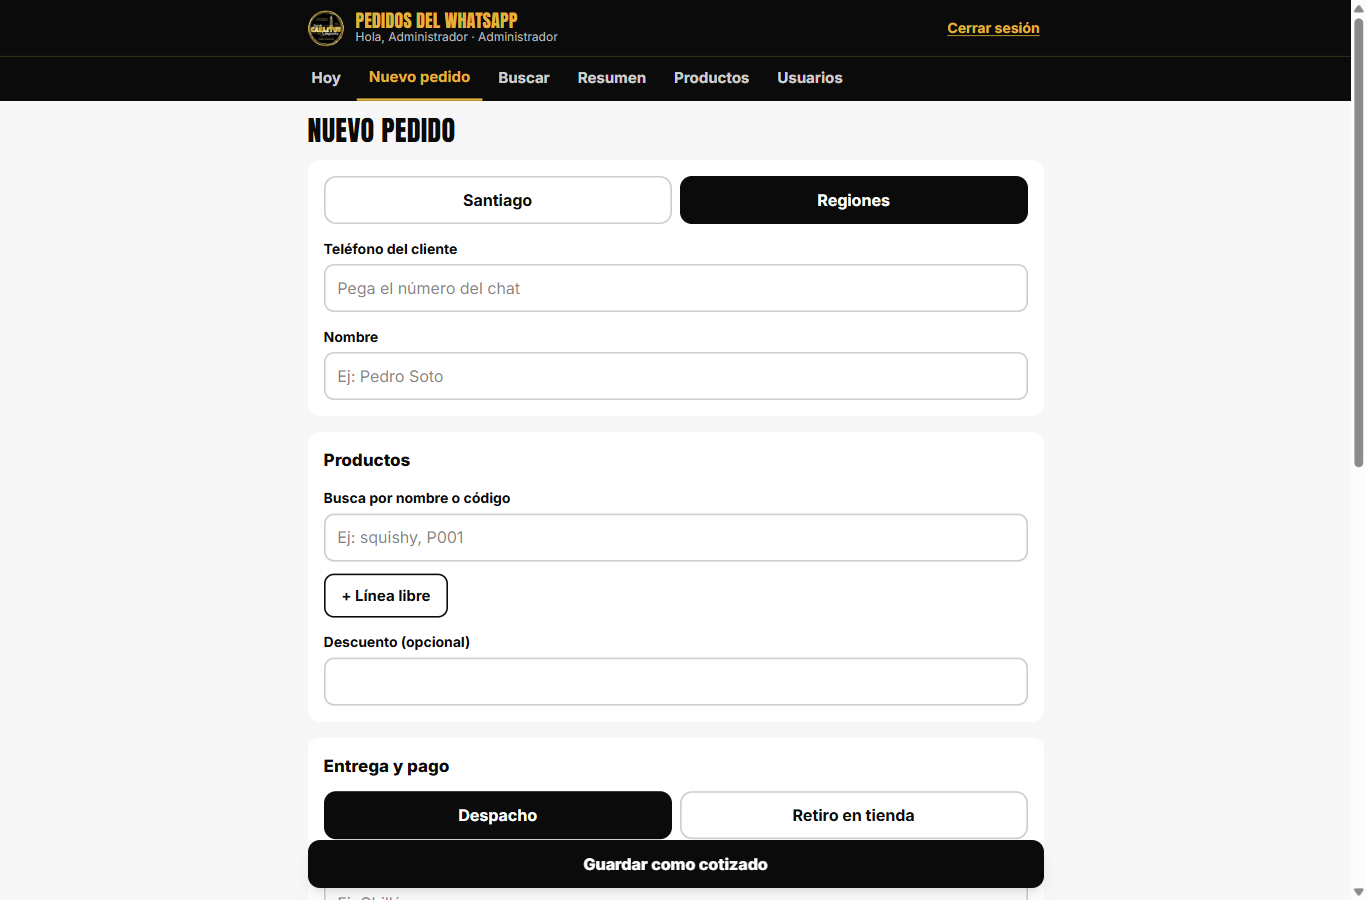 PEDIDOS DEL WHATSAPP
Hola, Administrador · Administrador
Cerrar sesión
Hoy
Nuevo pedido
Buscar
Resumen
Productos
Usuarios
NUEVO PEDIDO
Santiago
Regiones
Teléfono del cliente
Pega el número del chat
Nombre
Ej: Pedro Soto
Productos
Busca por nombre o código
Ej: squishy, P001
+ Línea libre
Descuento (opcional)
Entrega y pago
Despacho
Retiro en tienda
Guardar como cotizado